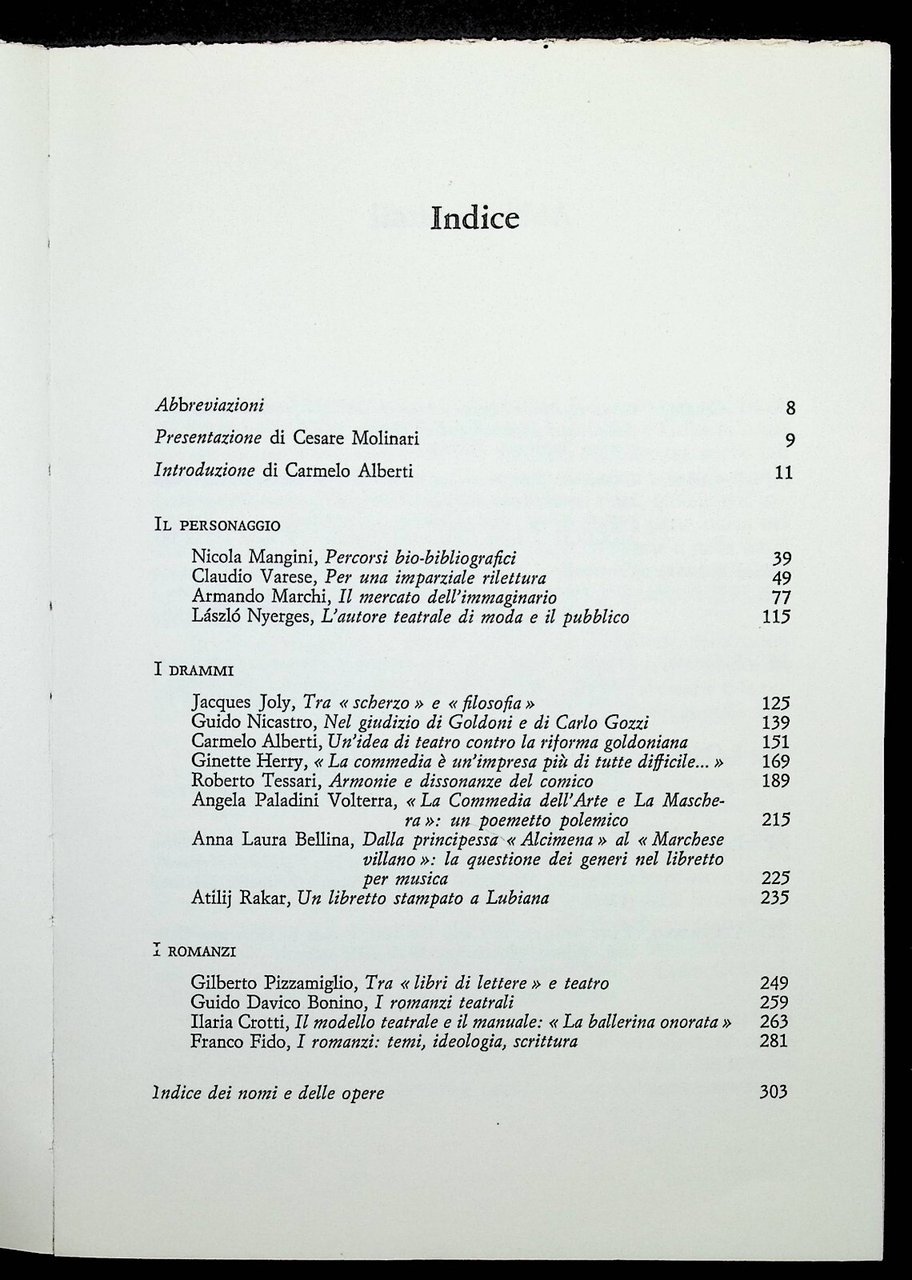 Indice
Abbreviazioni 8
Presentazione di Cesare Molinari 9
Introduzione di Carmelo Alberti 11
Il personaggio
Nicola Mangini, Percorsi bio-bibliografici 39
Claudio Varese, Per una imparziale rilettura 49
Armando Marchi, Il mercato dell'immaginario 77
László Nyerges, L'autore teatrale di moda e il pubblico 115
I drammi
Jacques Joly, Tra « scherzo » e « filosofia » 125
Guido Nicastro, Nel giudizio di Goldoni e di Carlo Gozzi 139
Carmelo Alberti, Un'idea di teatro contro la riforma goldoniana 151
Ginette Herry, « La commedia è un'impresa più di tutte difficile... » 169
Roberto Tessari, Armonie e dissonanze del comico 189
Angela Paladini Volterra, « La Commedia dell'Arte e La Masche-
ra »: un poemetto polemico 215
Anna Laura Bellina, Dalla principessa « Alcimena » al « Marchese
villano »: la questione dei generi nel libretto
per musica 225
Atilij Rakar, Un libretto stampato a Lubiana 235
I romanzi
Gilberto Pizzamiglio, Tra « libri di lettere » e teatro 249
Guido Davico Bonino, I romanzi teatrali 259
Ilaria Crotti, Il modello teatrale e il manuale: « La ballerina onorata » 263
Franco Fido, I romanzi: temi, ideologia, scrittura 281
Indice dei nomi e delle opere 303